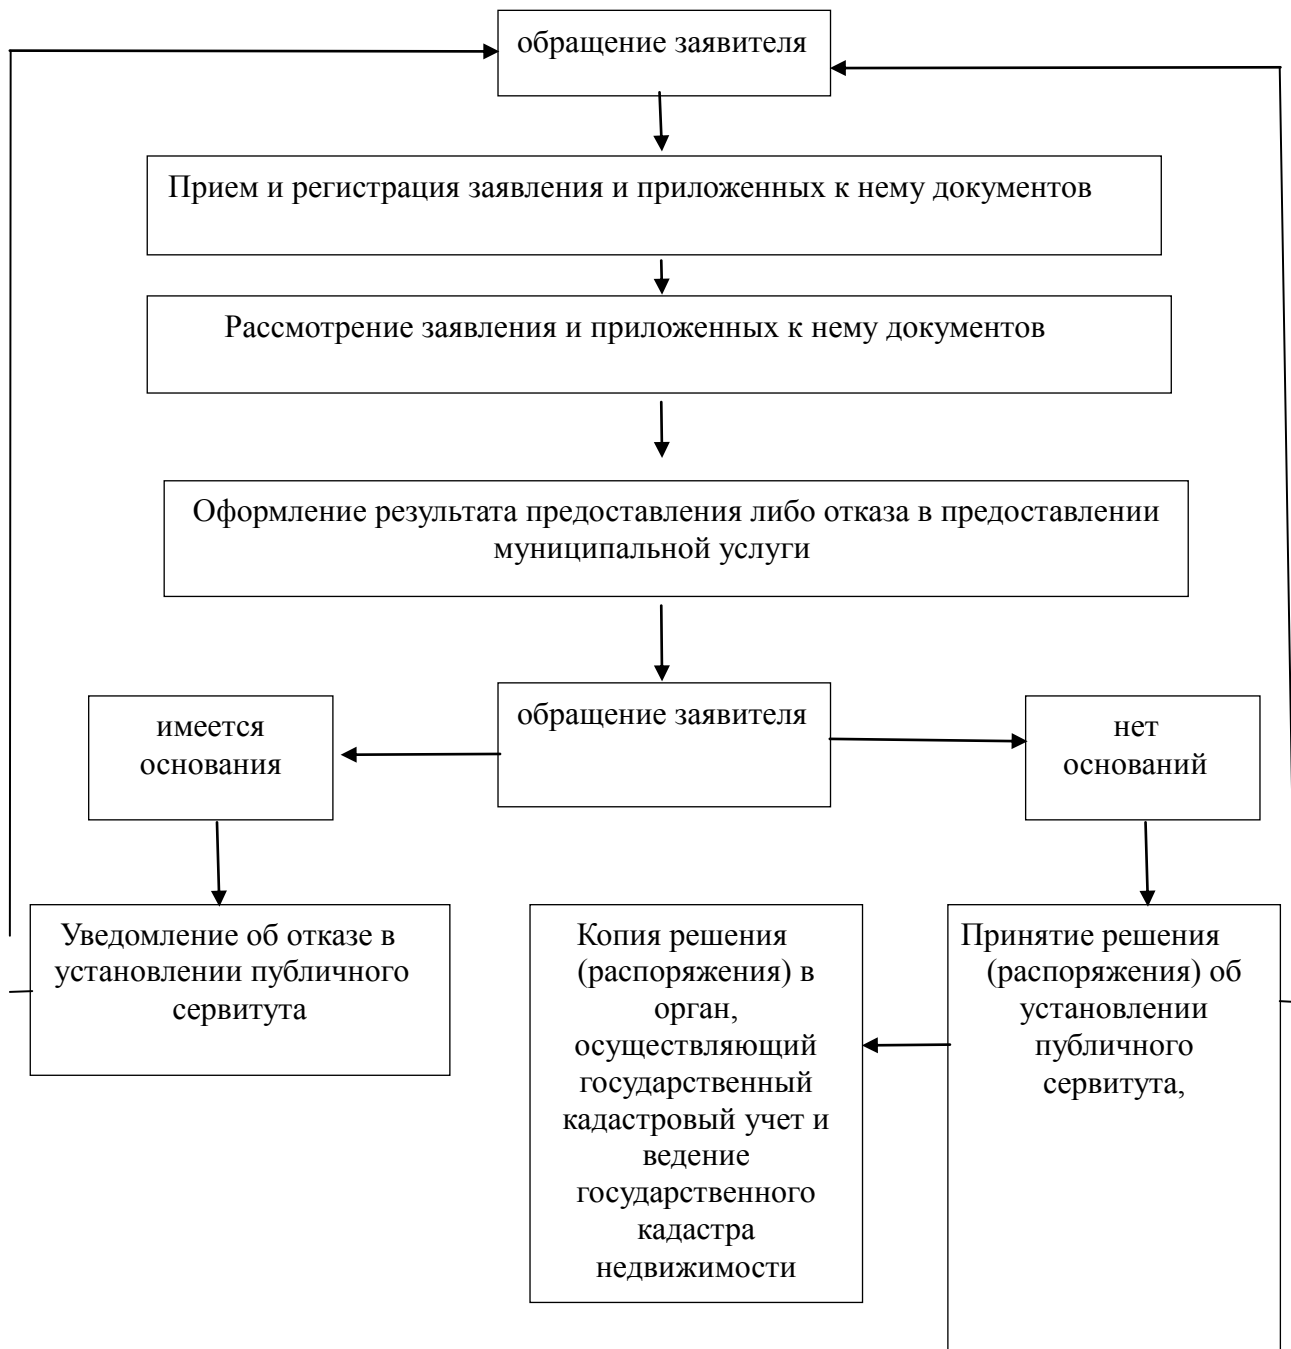 обращение заявителя
Прием и регистрация заявления и приложенных к нему документов
Рассмотрение заявления и приложенных к нему документов
Оформление результата предоставления либо отказа в предоставлении
муниципальной услуги
имеется
основания
обращение заявителя
нет
оснований
Уведомление об отказе в
установлении публичного
сервитута
Копия решения
(распоряжения) в
орган,
осуществляющий
государственный
кадастровый учет и
ведение
государственного
кадастра
недвижимости
Принятие решения
(распоряжения) об
установлении
публичного
сервитута,